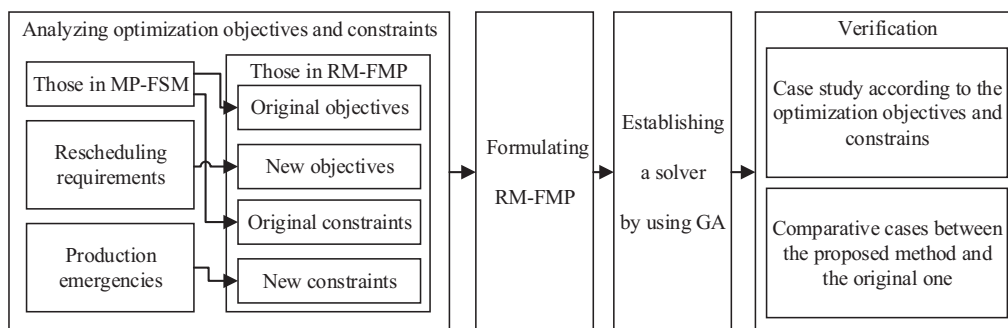 Analyzing optimization objectives and constraints
Those in MP-FSM
Rescheduling
requirements
Production
emergencies
Those in RM-FMP
Original objectives
New objectives
Original constraints
New constraints
Formulating
RM-FMP
Establishing
a solver
by using GA
Verification
Case study according to the
optimization objectives and
constrains
Comparative cases between
the proposed method and
the original one